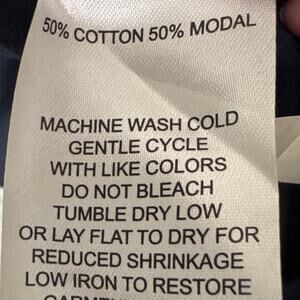 50% COTTON 50% MODAL
MACHINE WASH COLD
GENTLE CYCLE
WITH LIKE COLORS
DO NOT BLEACH
TUMBLE DRY LOW
OR LAY FLAT TO DRY FOR
REDUCED SHRINKAGE
LOW IRON TO RESTORE